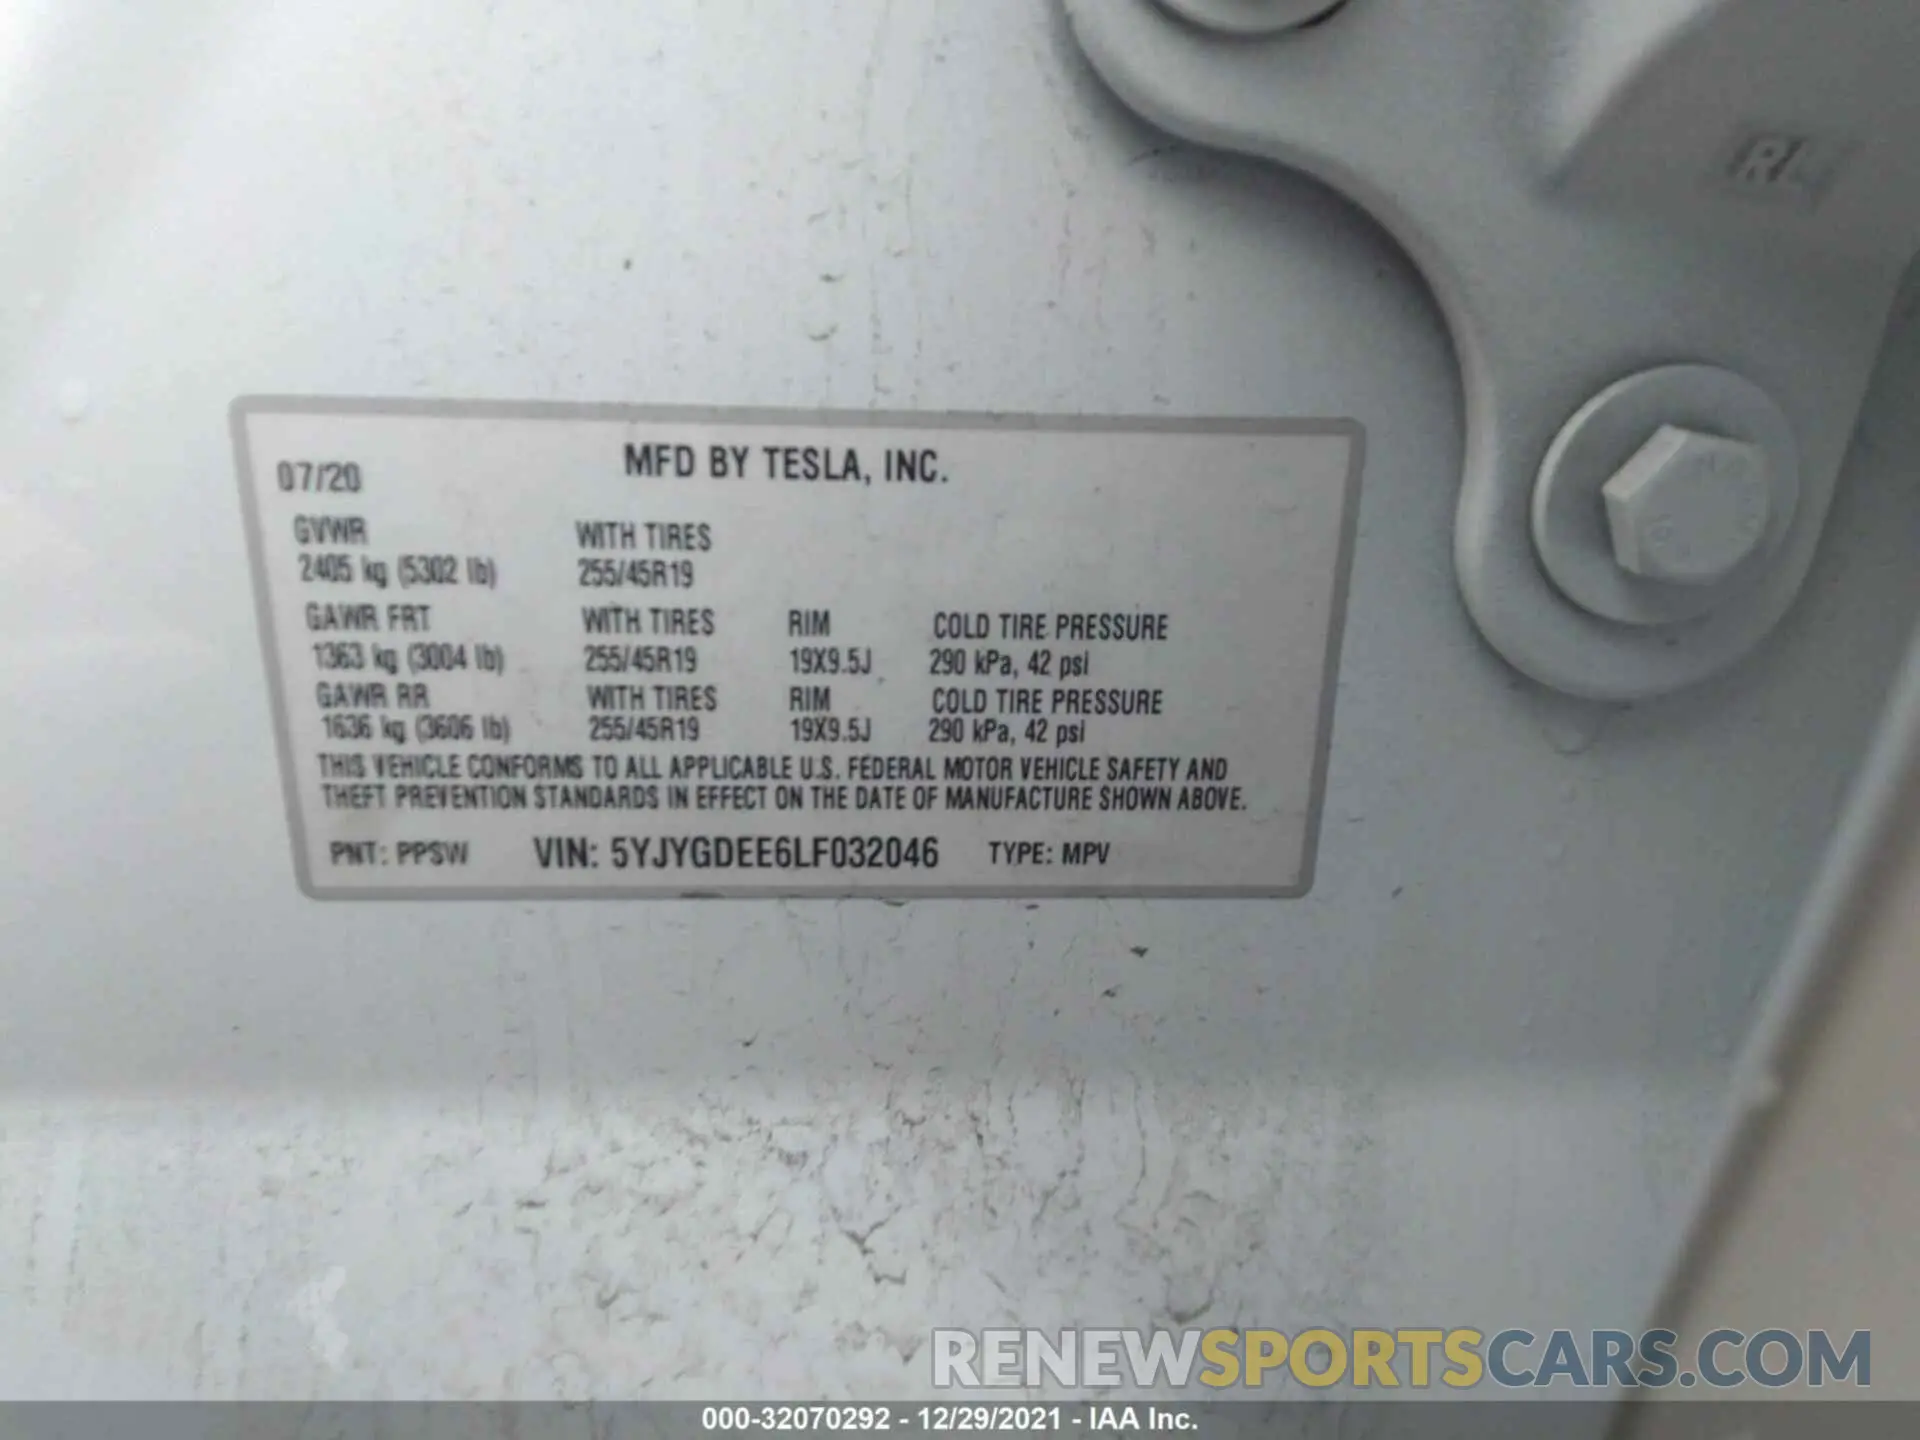 RL
07/20 MFD BY TESLA, INC.
GVWR WITH TIRES
2405 kg (5302 lb) 255/45R19
GAWR FRT WITH TIRES RIM COLD TIRE PRESSURE
1363 kg (3004 lb) 255/45R19 19X9.5J 290 kPa, 42 psi
GAWR RR WITH TIRES RIM COLD TIRE PRESSURE
1636 kg (3606 lb) 255/45R19 19X9.5J 290 kPa, 42 psi
THIS VEHICLE CONFORMS TO ALL APPLICABLE U.S. FEDERAL MOTOR VEHICLE SAFETY AND
THEFT PREVENTION STANDARDS IN EFFECT ON THE DATE OF MANUFACTURE SHOWN ABOVE.
PNT: PPSW VIN: 5YJYGDEE6LF032046 TYPE: MPV
RENEWSPORTSCARS.COM
000-32070292 - 12/29/2021 - IAA Inc.